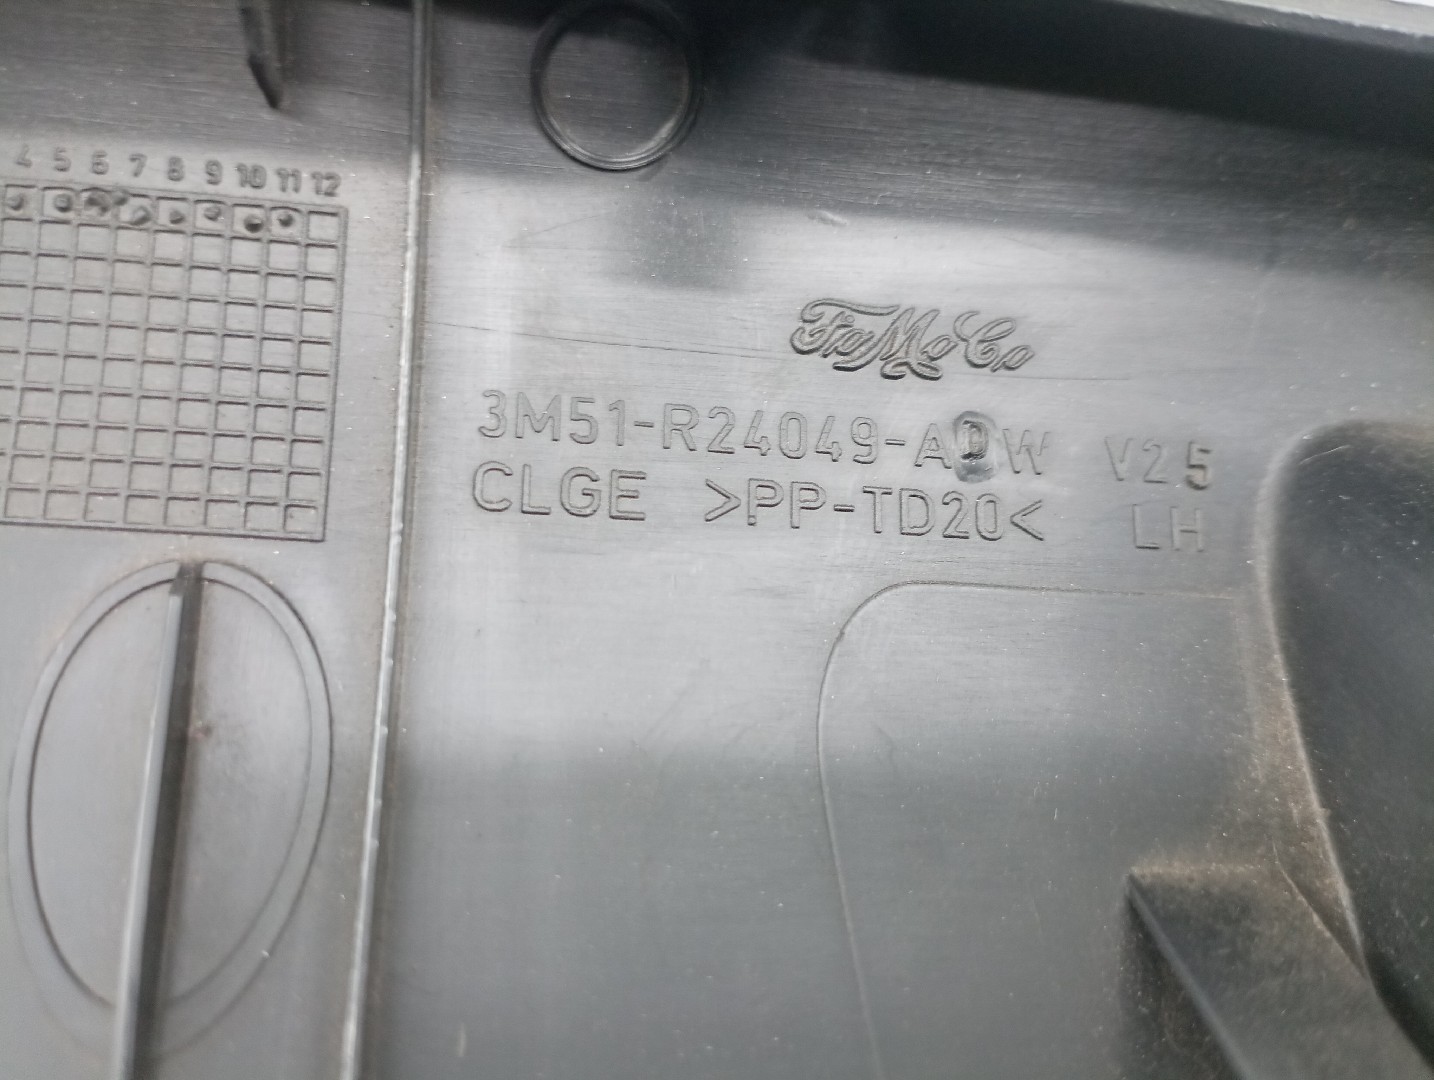 4 5 6 7 8 9 10 11 12
FoMoCo
3M51-R24049-ADW V25
CLGE >PP-TD20< LH